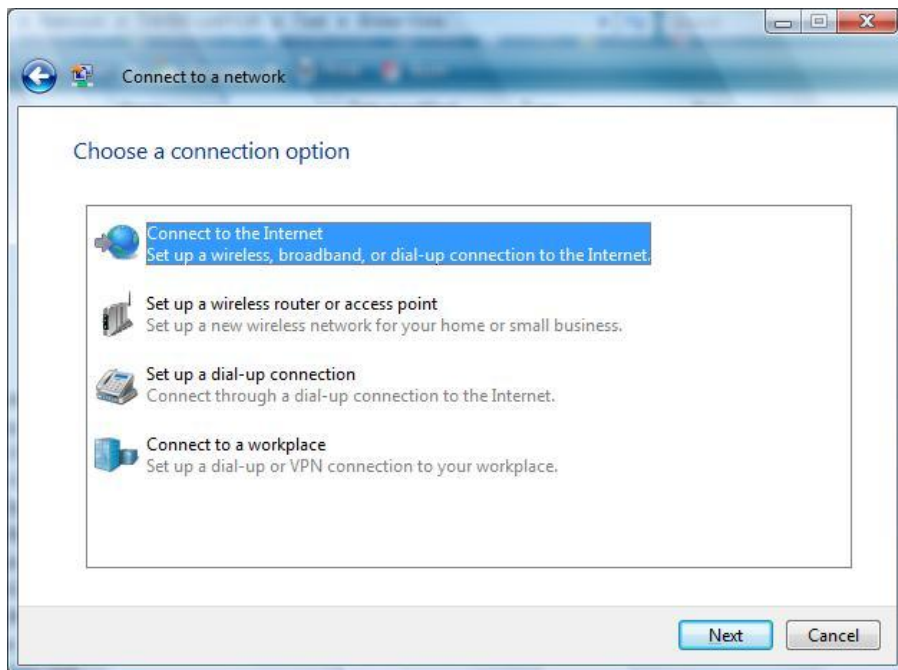 Connect to a network
Choose a connection option
Connect to the Internet
Set up a wireless, broadband, or dial-up connection to the Internet.
Set up a wireless router or access point
Set up a new wireless network for your home or small business.
Set up a dial-up connection
Connect through a dial-up connection to the Internet.
Connect to a workplace
Set up a dial-up or VPN connection to your workplace.
Next
Cancel